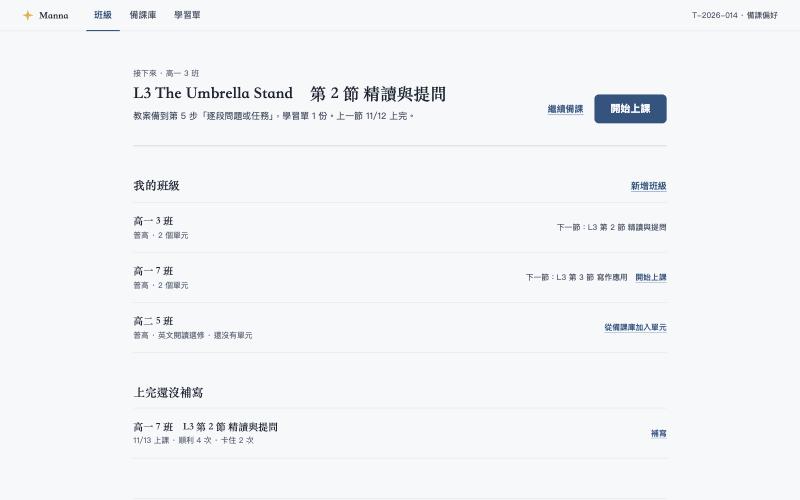 Manna 班級 備課庫 學習單 T-2026-014 · 備課偏好
接下來 · 高一 3 班
L3 The Umbrella Stand 第 2 節 精讀與提問
教案備到第 5 步「逐段問題或任務」。學習單 1 份。上一節 11/12 上完。
繼續備課 開始上課
我的班級 新增班級
高一 3 班
普高 · 2 個單元
下一節：L3 第 2 節 精讀與提問
高一 7 班
普高 · 2 個單元
下一節：L3 第 3 節 寫作應用 開始上課
高二 5 班
普高 · 英文閱讀選修 · 還沒有單元
從備課庫加入單元
上完還沒補寫
高一 7 班 L3 第 2 節 精讀與提問
11/13 上課 · 順利 4 次 · 卡住 2 次
補寫